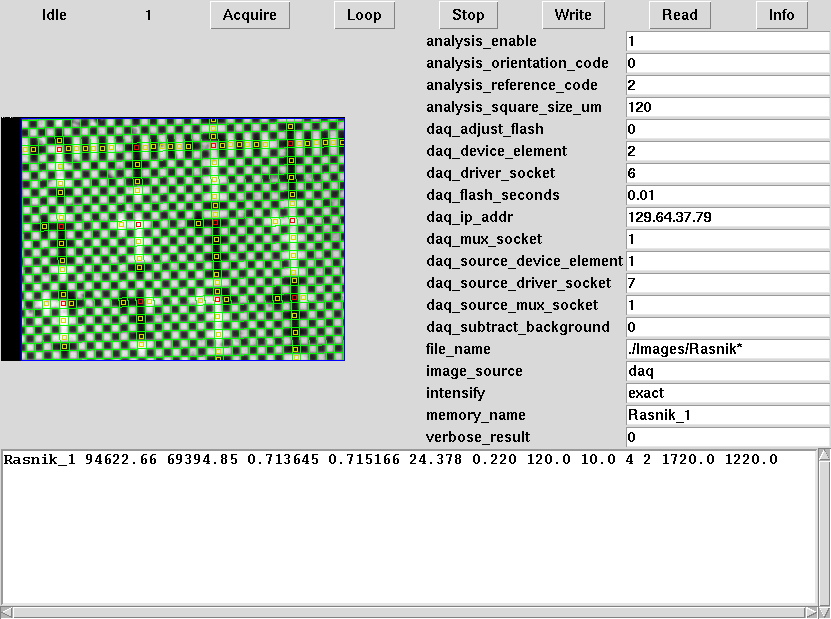 Idle 1 Acquire Loop Stop Write Read Info
analysis_enable 1
analysis_orientation_code 0
analysis_reference_code 2
analysis_square_size_um 120
daq_adjust_flash 0
daq_device_element 2
daq_driver_socket 6
daq_flash_seconds 0.01
daq_ip_addr 129.64.37.79
daq_mux_socket 1
daq_source_device_element 1
daq_source_driver_socket 7
daq_source_mux_socket 1
daq_subtract_background 0
file_name ./Images/Rasnik*
image_source daq
intensify exact
memory_name Rasnik_1
verbose_result 0
Rasnik_1 94622.66 69394.85 0.713645 0.715166 24.378 0.220 120.0 10.0 4 2 1720.0 1220.0